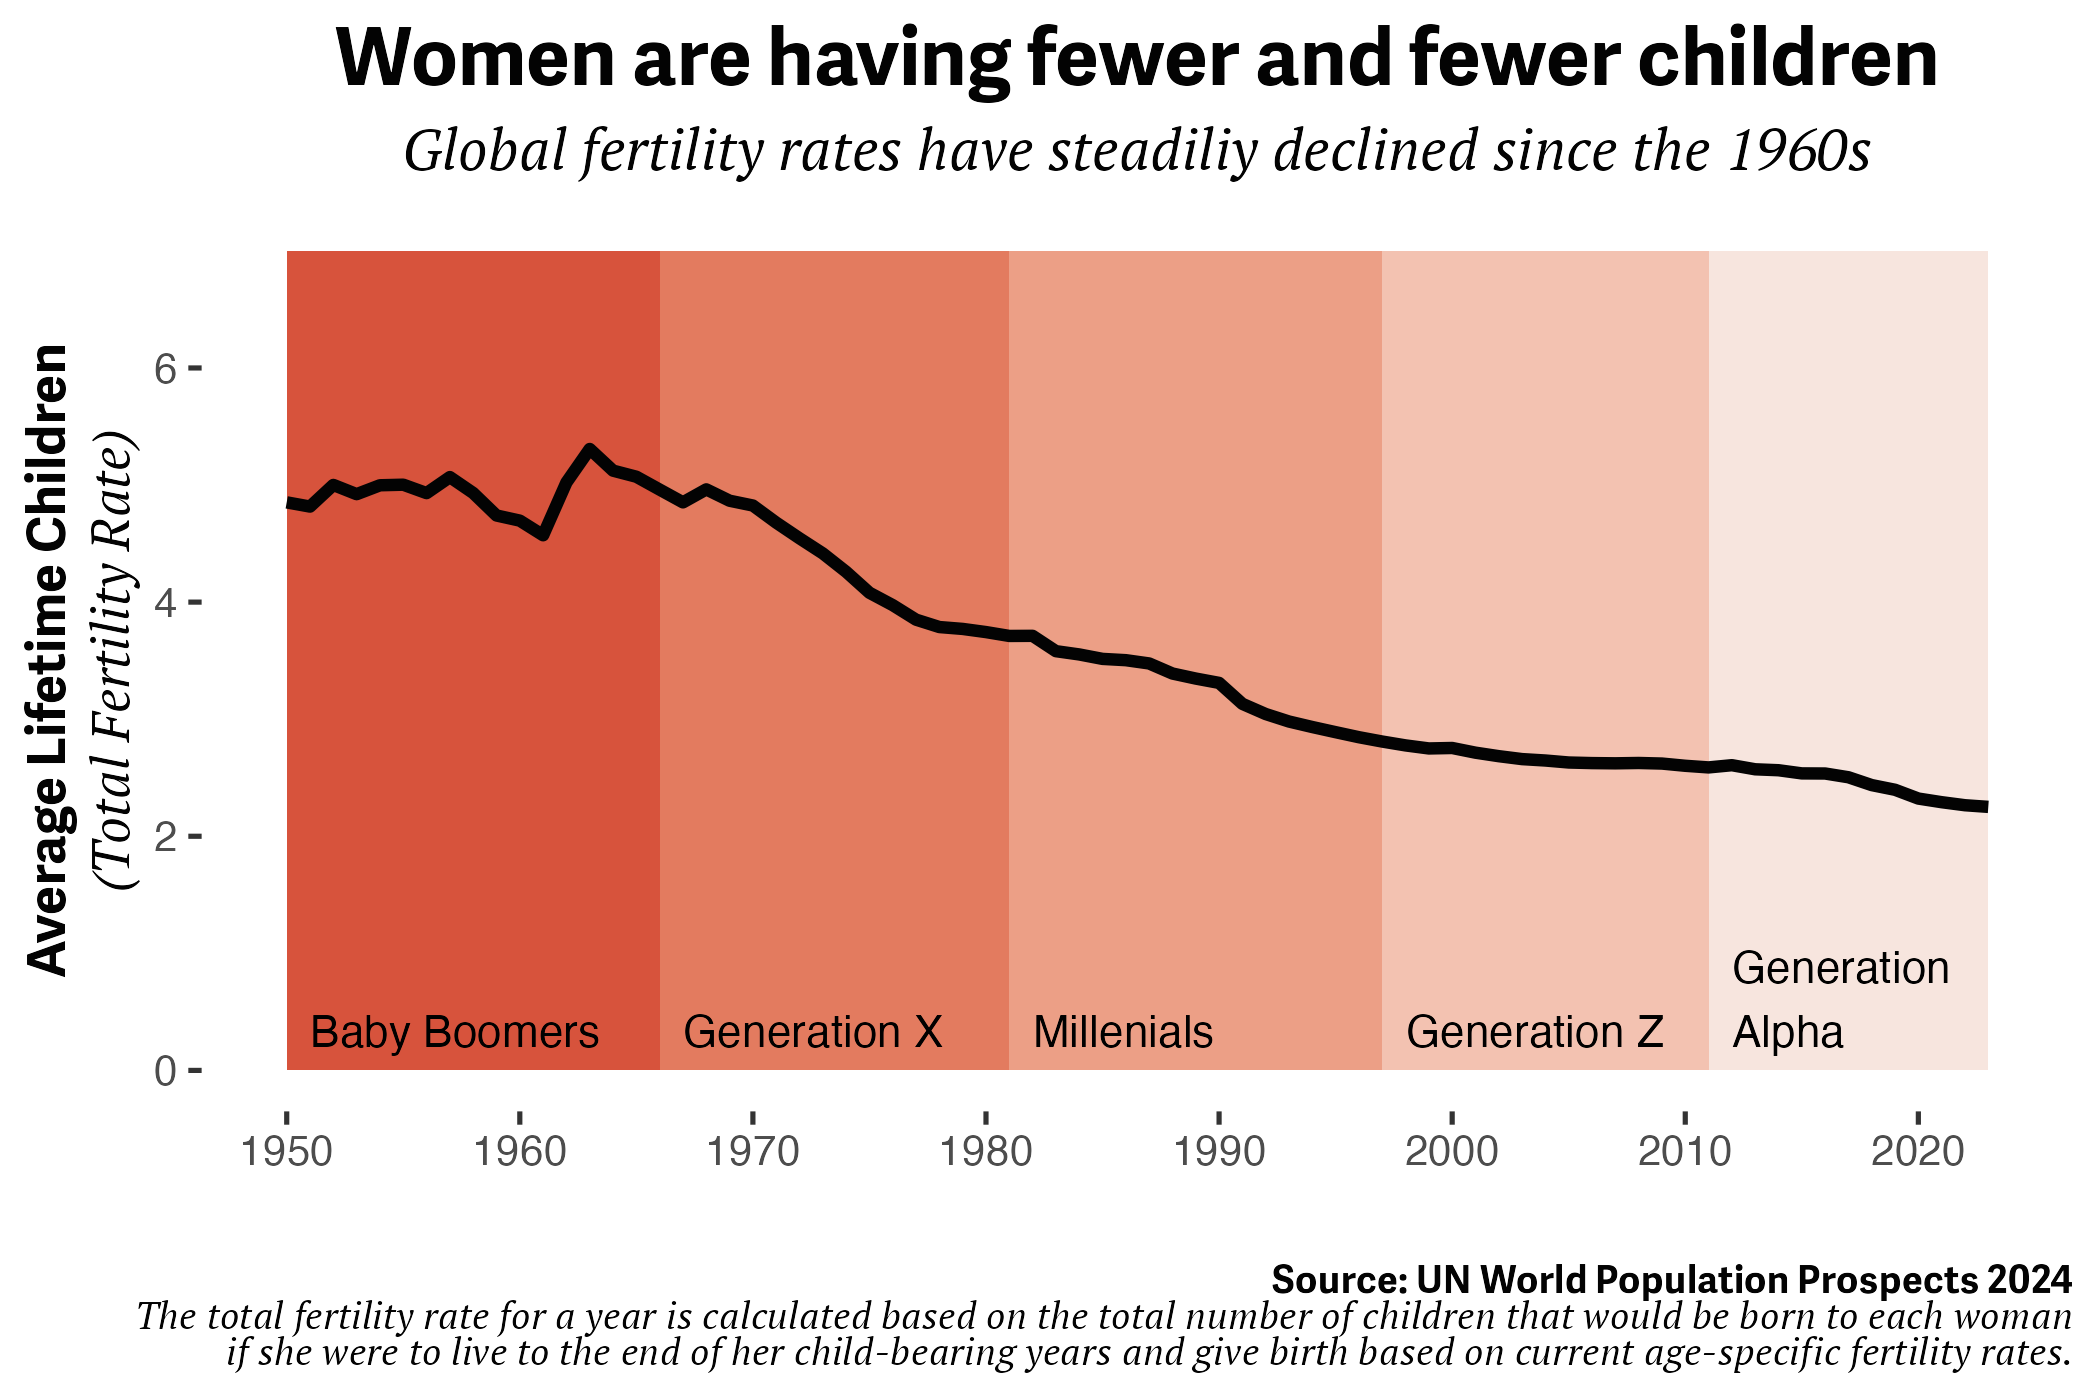 Women are having fewer and fewer children
Global fertility rates have steadiliy declined since the 1960s
Average Lifetime Children
(Total Fertility Rate)
6
4
2
0
Baby Boomers
Generation X
Millenials
Generation Z
Generation
Alpha
1950
1960
1970
1980
1990
2000
2010
2020
Source: UN World Population Prospects 2024
The total fertility rate for a year is calculated based on the total number of children that would be born to each woman
if she were to live to the end of her child-bearing years and give birth based on current age-specific fertility rates.